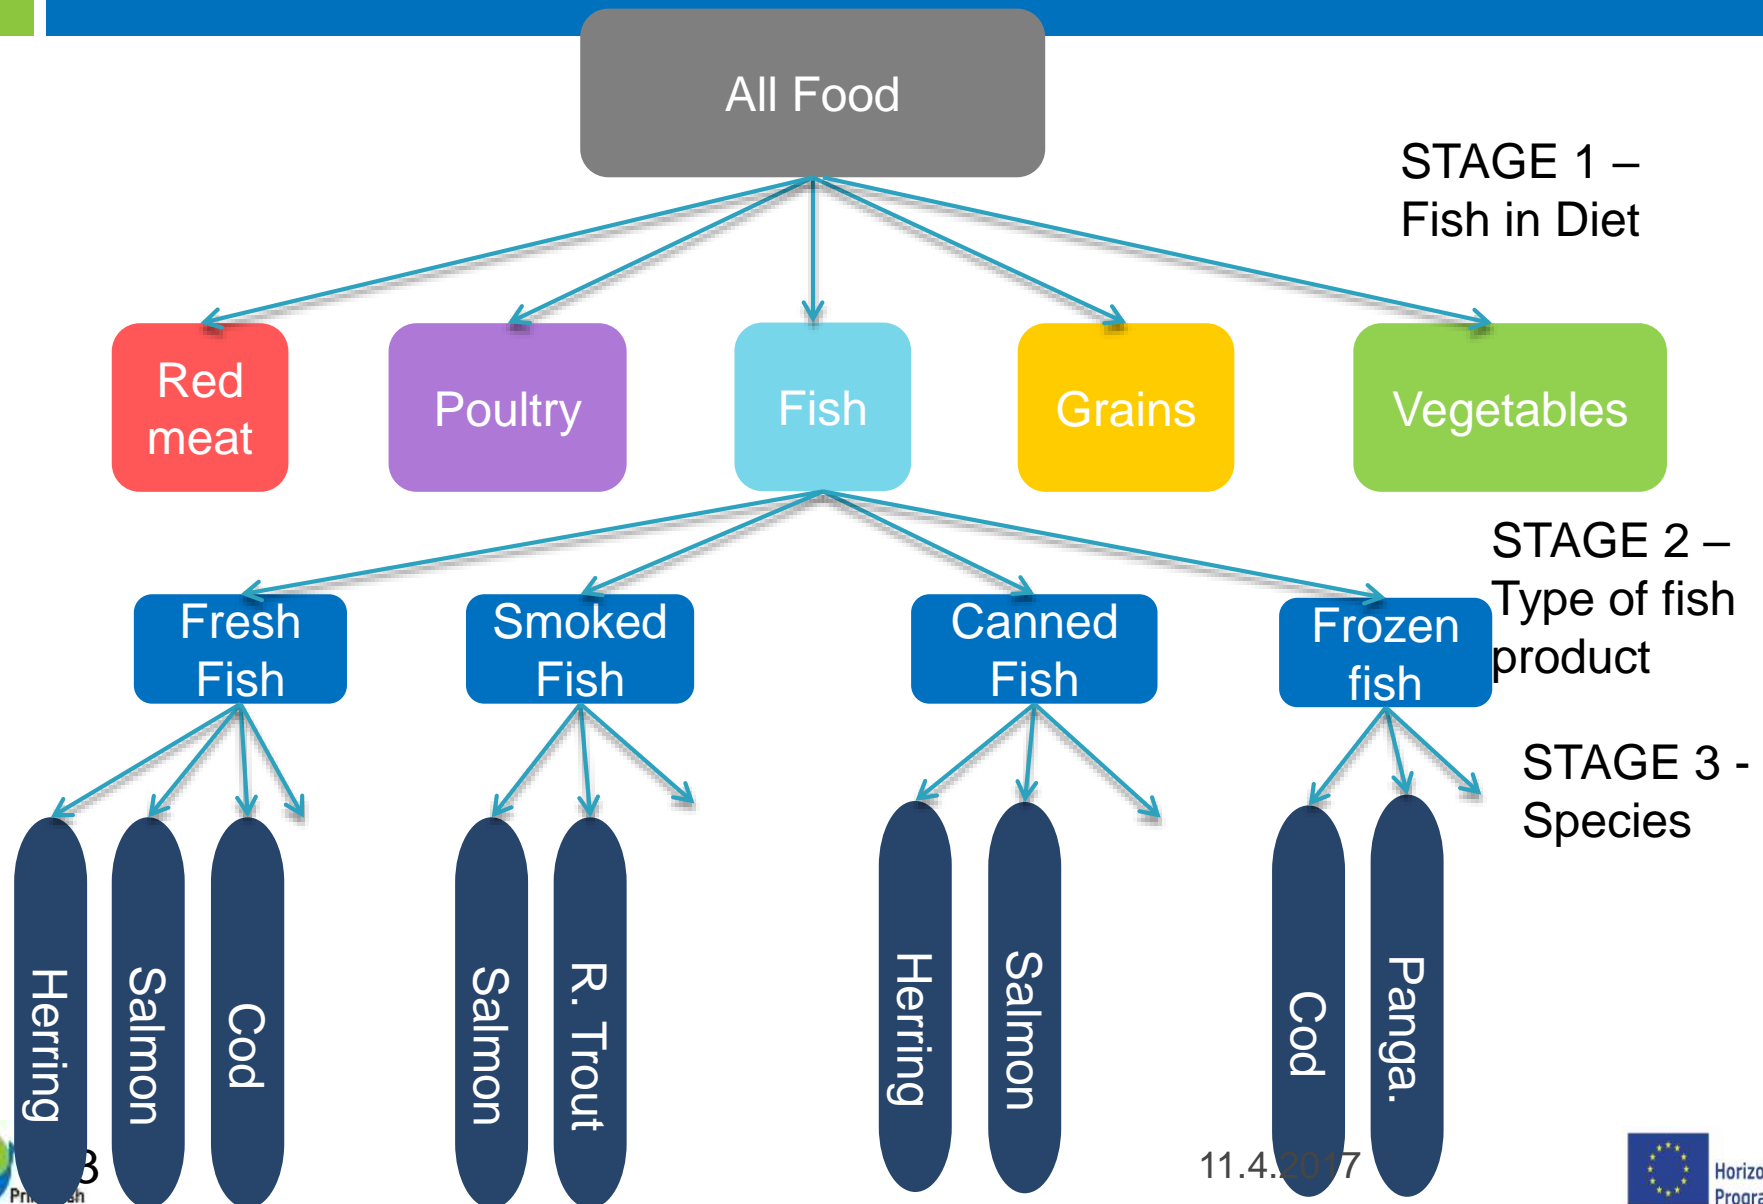 All Food
STAGE 1 –
Fish in Diet
Red
meat
Poultry
Fish
Grains
Vegetables
STAGE 2 –
Type of fish
product
Fresh
Fish
Smoked
Fish
Canned
Fish
Frozen
fish
STAGE 3 -
Species
Herring
Salmon
Cod
Salmon
R. Trout
Herring
Salmon
Cod
Panga.
11.4.2017